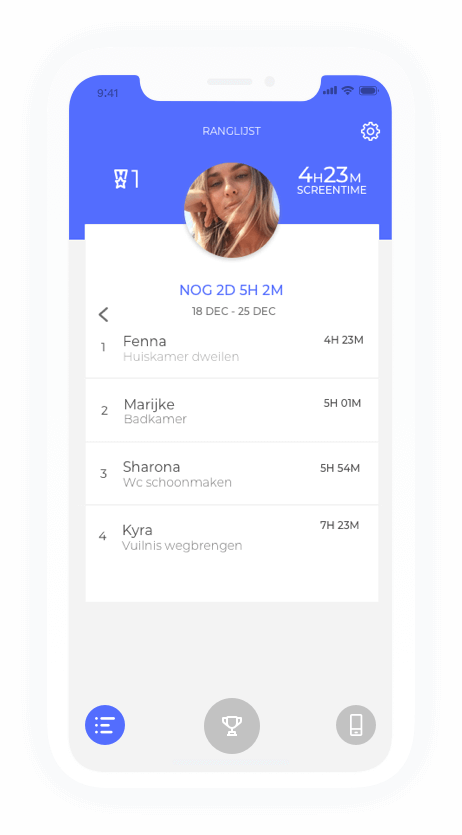 9:41
RANGLIJST
1
4H23M
SCREENTIME
NOG 2D 5H 2M
18 DEC - 25 DEC
1 Fenna 4H 23M
Huiskamer dweilen
2 Marijke 5H 01M
Badkamer
3 Sharona 5H 54M
Wc schoonmaken
4 Kyra 7H 23M
Vuilnis wegbrengen